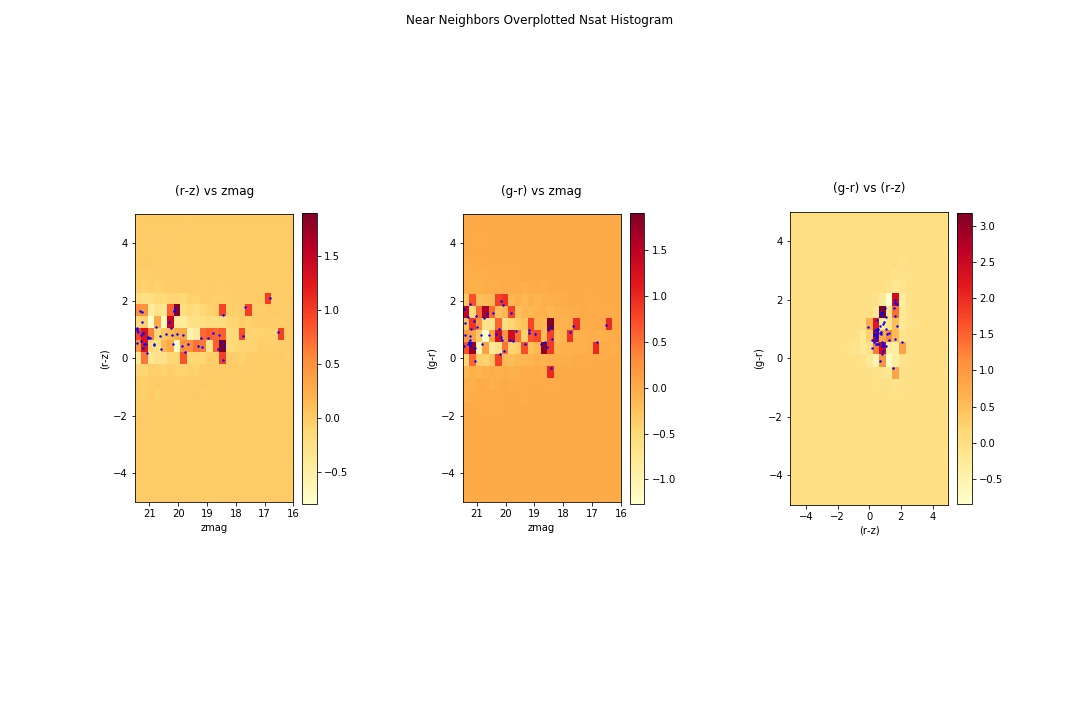 Near Neighbors Overplotted Nsat Histogram
(r-z) vs zmag
4
2
0
−2
−4
(r-z)
21 20 19 18 17 16
zmag
1.5
1.0
0.5
0.0
−0.5
(g-r) vs zmag
4
2
0
−2
−4
(g-r)
21 20 19 18 17 16
zmag
1.5
1.0
0.5
0.0
−0.5
−1.0
(g-r) vs (r-z)
4
2
0
−2
−4
(g-r)
−4 −2 0 2 4
(r-z)
3.0
2.5
2.0
1.5
1.0
0.5
0.0
−0.5